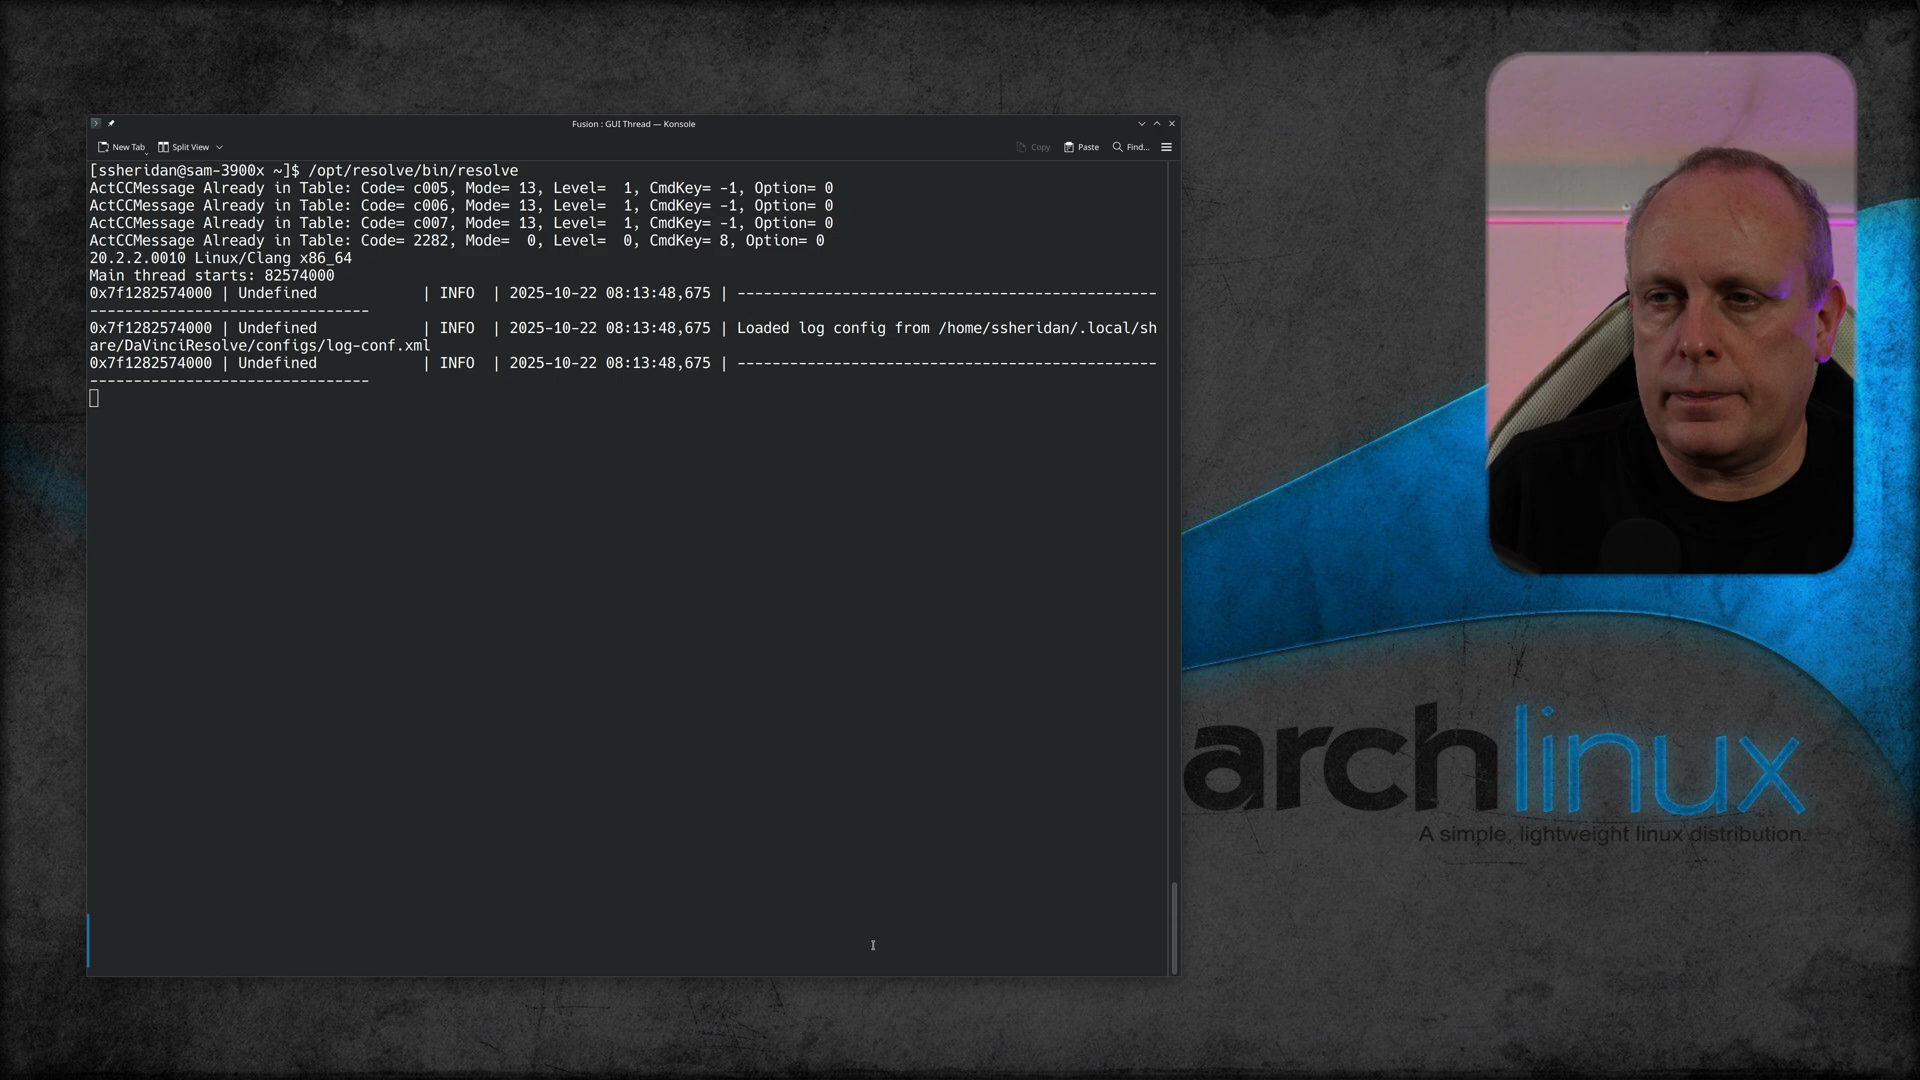 Fusion : GUI Thread — Konsole
New Tab Split View Copy Paste Find...
[ssheridan@sam-3900x ~]$ /opt/resolve/bin/resolve
ActCCMessage Already in Table: Code= c005, Mode= 13, Level=  1, CmdKey= -1, Option= 0
ActCCMessage Already in Table: Code= c006, Mode= 13, Level=  1, CmdKey= -1, Option= 0
ActCCMessage Already in Table: Code= c007, Mode= 13, Level=  1, CmdKey= -1, Option= 0
ActCCMessage Already in Table: Code= 2282, Mode=  0, Level=  0, CmdKey= 8, Option= 0
20.2.2.0010 Linux/Clang x86_64
Main thread starts: 82574000
0x7f1282574000 | Undefined            | INFO  | 2025-10-22 08:13:48,675 | ------------------------------------------------
--------------------------------
0x7f1282574000 | Undefined            | INFO  | 2025-10-22 08:13:48,675 | Loaded log config from /home/ssheridan/.local/sh
are/DaVinciResolve/configs/log-conf.xml
0x7f1282574000 | Undefined            | INFO  | 2025-10-22 08:13:48,675 | ------------------------------------------------
--------------------------------
archlinux
A simple, lightweight linux distribution.